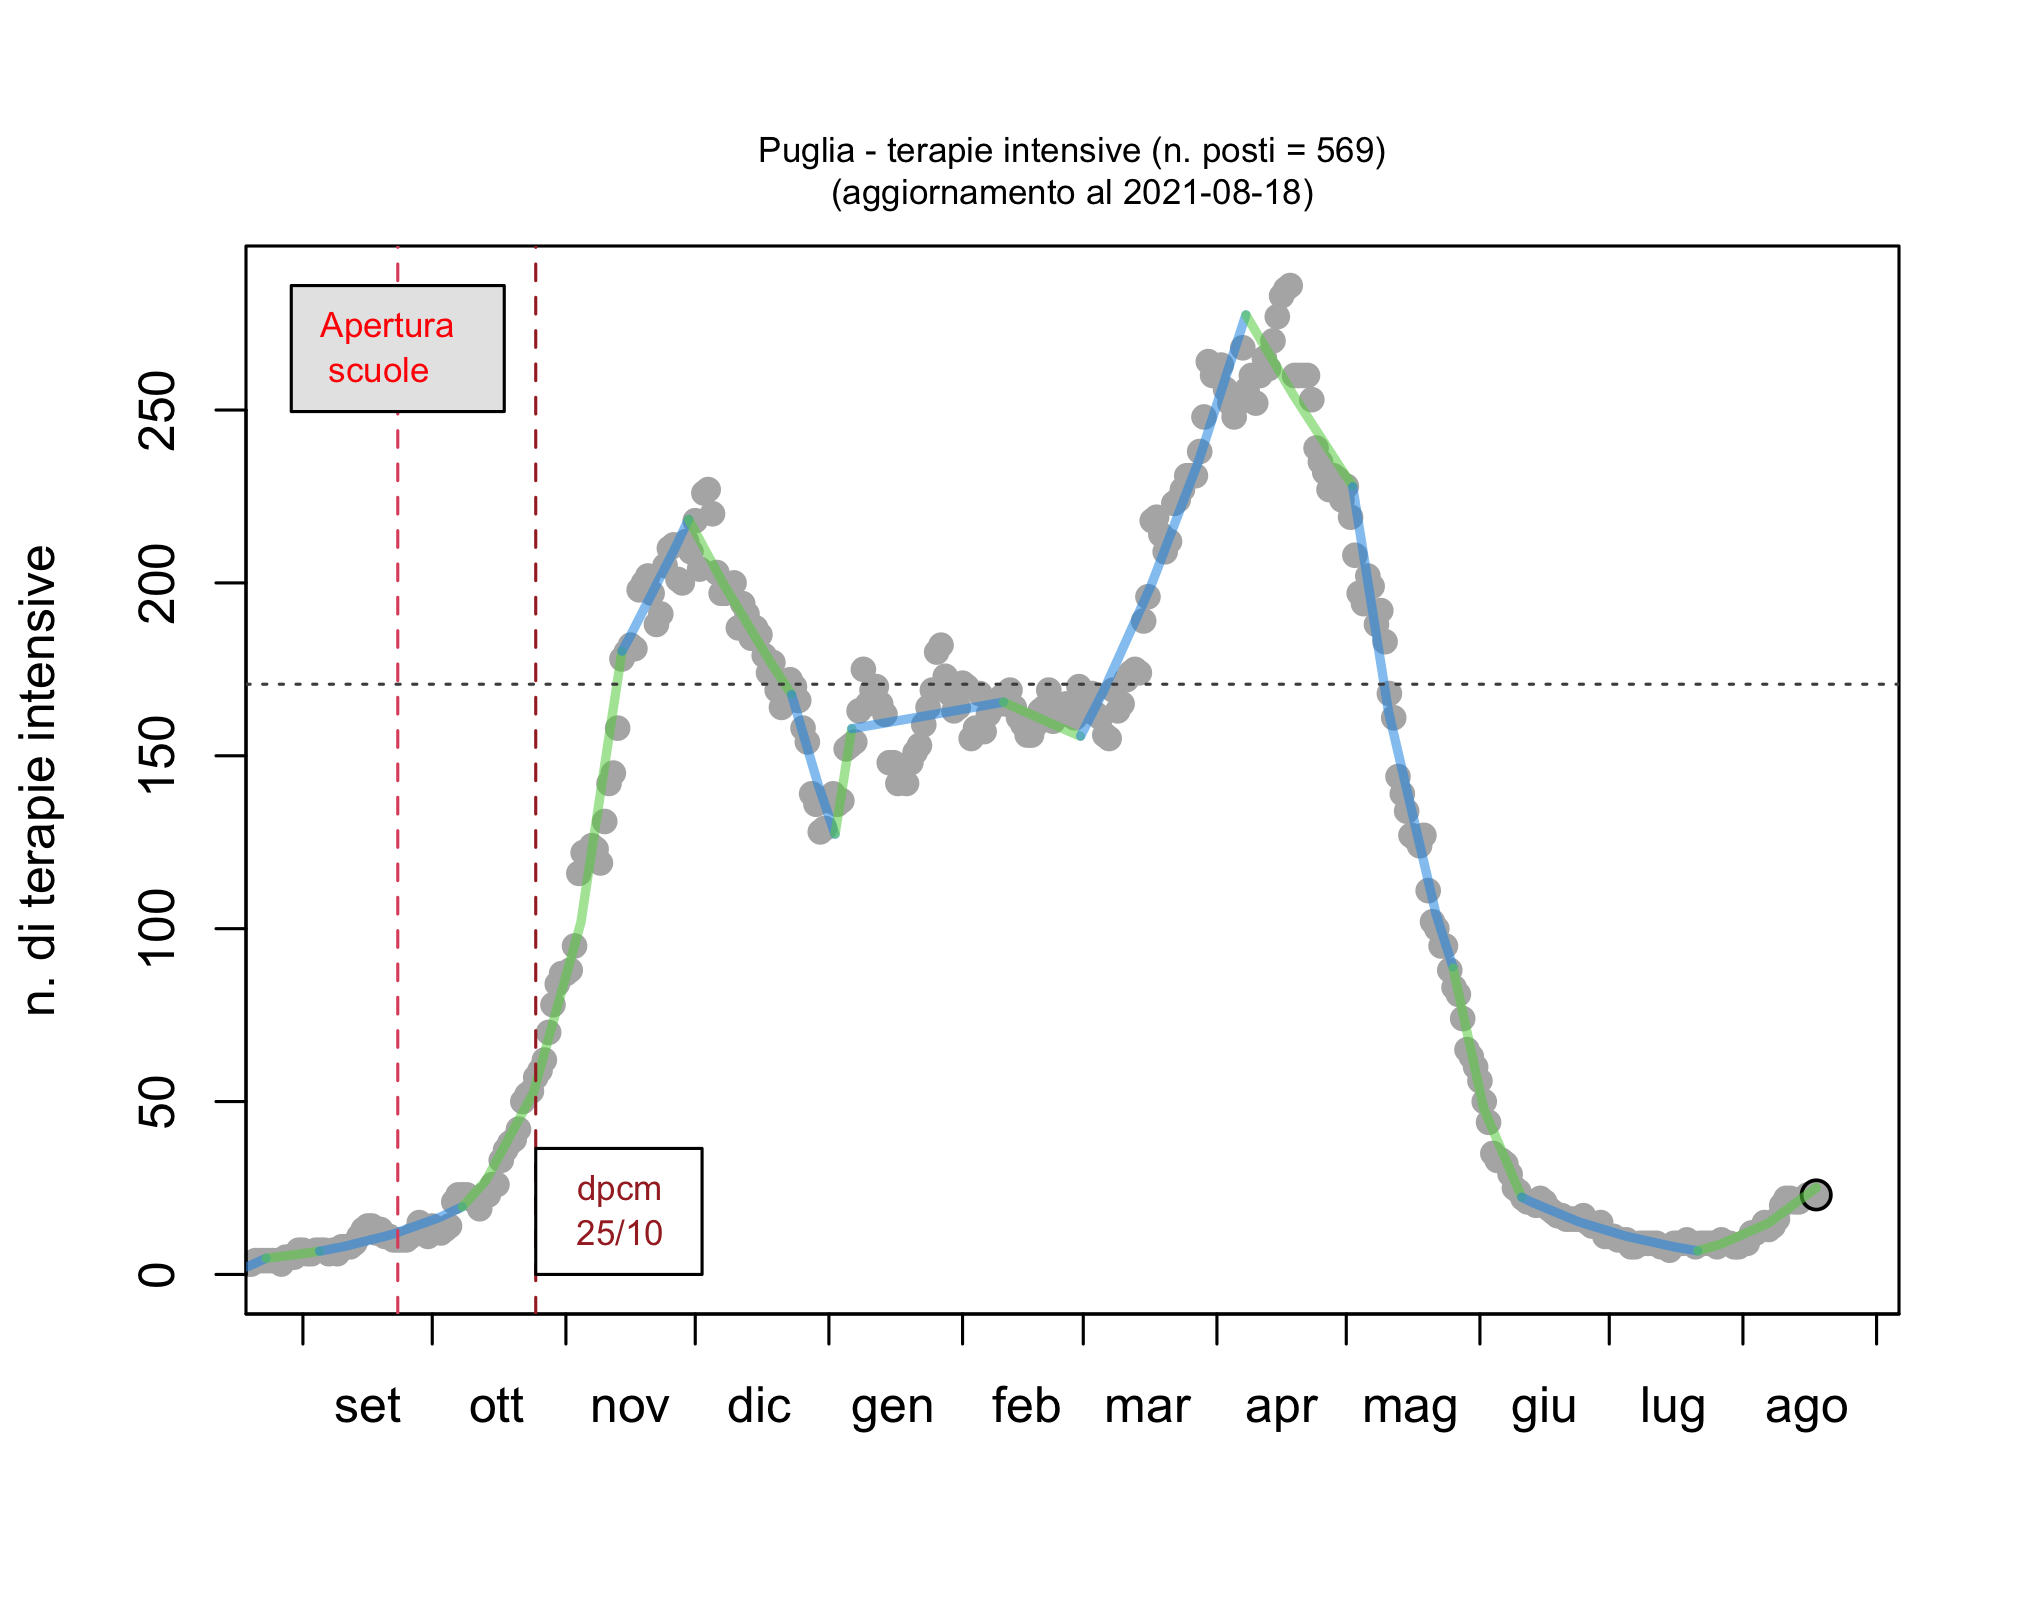 Puglia - terapie intensive (n. posti = 569)
(aggiornamento al 2021-08-18)
Apertura
scuole
n. di terapie intensive
250
200
150
100
50
0
dpcm
25/10
set ott nov dic gen feb mar apr mag giu lug ago